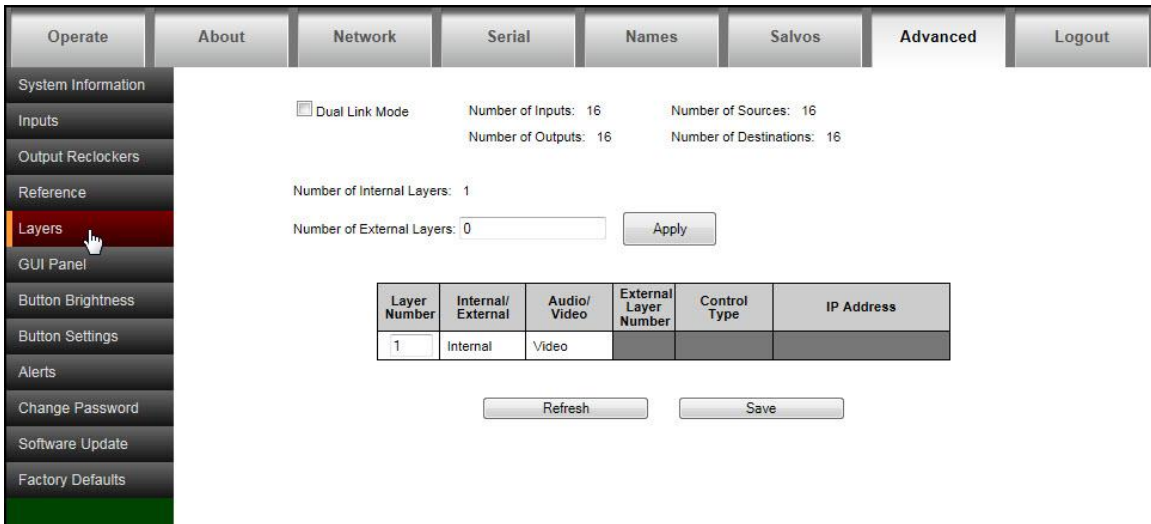 Operate About Network Serial Names Salvos Advanced Logout
System Information
Inputs
Output Reclockers
Reference
Layers
GUI Panel
Button Brightness
Button Settings
Alerts
Change Password
Software Update
Factory Defaults
Dual Link Mode Number of Inputs: 16 Number of Sources: 16
Number of Outputs: 16 Number of Destinations: 16
Number of Internal Layers: 1
Number of External Layers: 0 Apply
Layer Number Internal/ External Audio/ Video External Layer Number Control Type IP Address
1 Internal Video
Refresh Save